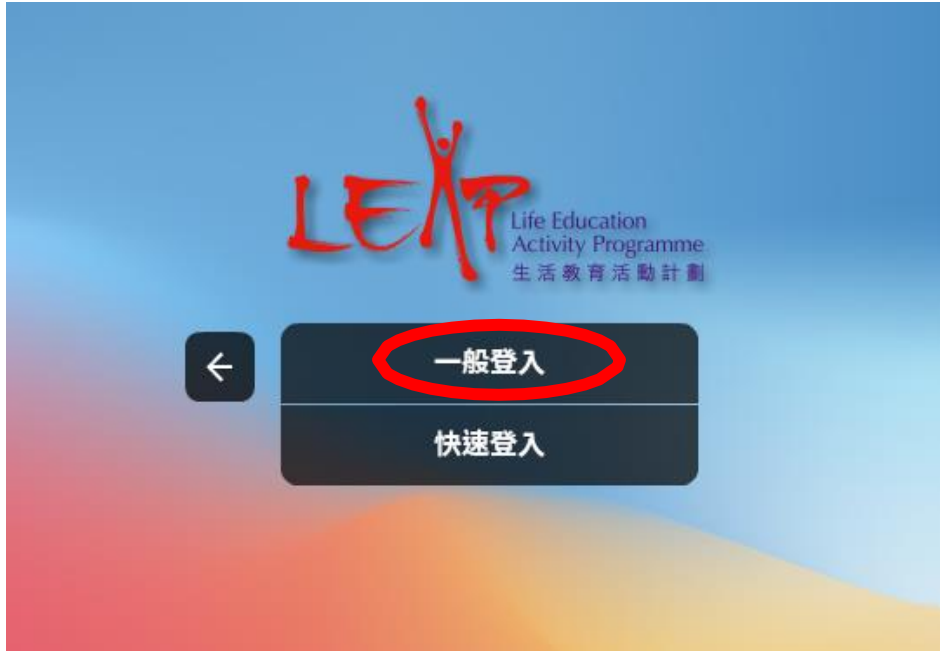 LEAP
Life Education
Activity Programme
生活教育活動計劃
一般登入
快速登入